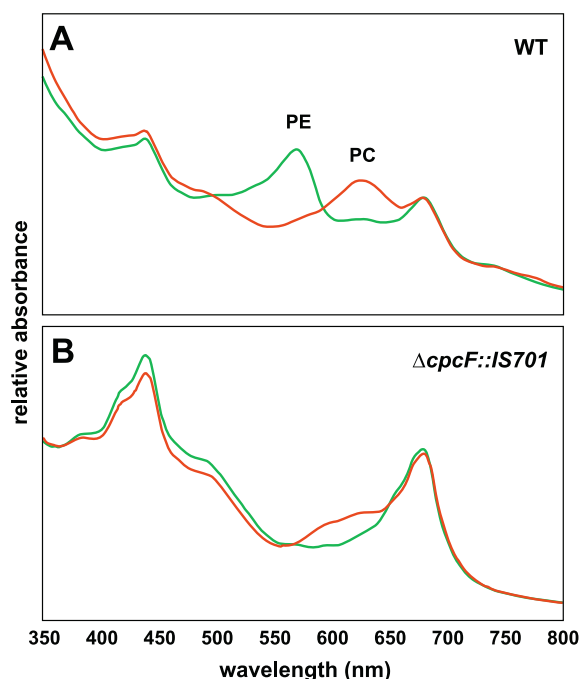 A
WT
PE
PC
relative absorbance
B
ΔcpcF::IS701
350 400 450 500 550 600 650 700 750 800
wavelength (nm)